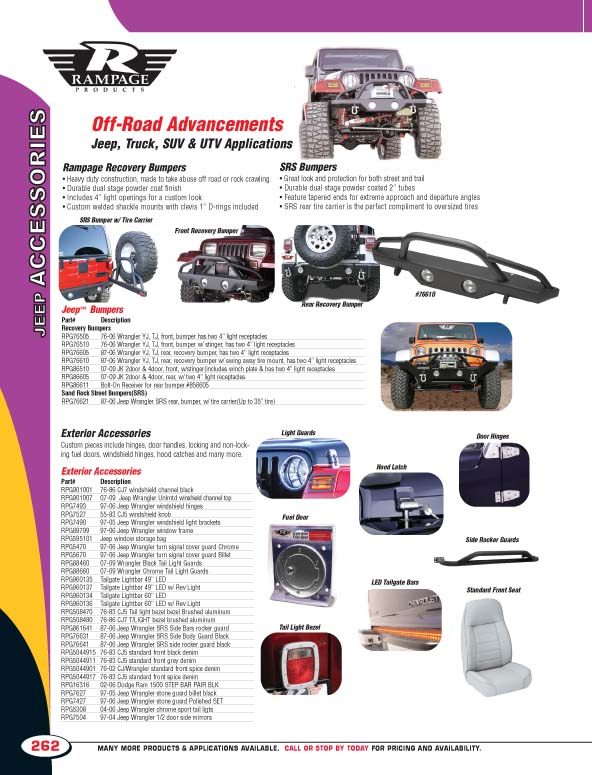 RAMPAGE
PRODUCTS
JEEP ACCESSORIES
Off-Road Advancements
Jeep, Truck, SUV & UTV Applications
Rampage Recovery Bumpers
• Heavy duty construction, made to take abuse off road or rock crawling
• Durable dual stage powder coat finish
• Includes 4" light openings for a custom look
• Custom welded shackle mounts with clevis 1" D-rings included
SRS Bumpers
• Great look and protection for both street and trail
• Durable dual stage powder coated 2" tubes
• Feature tapered ends for extreme approach and departure angles
• SRS rear tire carrier is the perfect compliment to oversized tires
SRS Bumper w/ Tire Carrier
Front Recovery Bumper
Rear Recovery Bumper
#76610
Jeep™ Bumpers
Part# Description
Recovery Bumpers
RPG76505 76-06 Wrangler YJ, TJ, front, bumper has two 4" light receptacles
RPG76510 76-06 Wrangler YJ, TJ, front, bumper w/stinger, has two 4" light receptacles
RPG76605 87-06 Wrangler YJ, TJ, rear, recovery bumper, has two 4" light receptacles
RPG76610 87-06 Wrangler YJ, TJ, rear, recovery bumper w/ swing away tire mount, has two 4" light receptacles
RPG86510 07-09 JK 2door & 4door, front, w/stinger(includes winch plate & has two 4" light receptacles
RPG86605 07-09 JK 2door & 4door, rear, w/ two 4" light receptacles
RPG86611 Bolt-On Receiver for rear bumper #856605
Sand Rock Street Bumpers(SRS)
RPG76621 87-06 Jeep Wrangler SRS rear, bumper, w/ tire carrier(Up to 35" tire)
Exterior Accessories
Custom pieces include hinges, door handles, locking and non-lock-
ing fuel doors, windshield hinges, hood catches and many more.
Exterior Accessories
Part# Description
RPG901001 76-86 CJ7 windshield channel black
RPG901007 07-09 Jeep Wrangler Unlmtd windshield channel top
RPG7493 97-06 Jeep Wrangler windshield hinges
RPG7527 55-83 CJ5 windshield knob
RPG7490 97-05 Jeep Wrangler windshield light brackets
RPG89799 97-06 Jeep Wrangler window frame
RPG595101 Jeep window storage bag
RPG5470 97-06 Jeep Wrangler turn signal cover guard Chrome
RPG5670 97-06 Jeep Wrangler turn signal cover guard Billet
RPG88460 07-09 Wrangler Black Tail Light Guards
RPG88660 07-09 Wrangler Chrome Tail Light Guards
RPG960135 Tailgate Lightbar 49" LED
RPG960137 Tailgate Lightbar 49" LED w/ Rev Light
RPG960134 Tailgate Lightbar 60" LED
RPG960136 Tailgate Lightbar 60" LED w/ Rev Light
RPG508470 76-83 CJ5 Tail light bezel bezel Brushed aluminum
RPG508480 76-86 CJ7 T/LIGHT bezel brushed aluminum
RPG861641 87-06 Jeep Wrangler SRS Side Bars rocker guard
RPG76631 87-06 Jeep Wrangler SRS Side Body Guard Black
RPG76641 87-06 Jeep Wrangler SRS side rocker guard black
RPG5044915 76-83 CJ5 standard front black denim
RPG5044911 76-83 CJ5 standard front grey denim
RPG5044901 76-02 CJ/Wrangler standard front spice denim
RPG5044917 76-83 CJ5 standard front spice denim
RPG16316 02-06 Dodge Ram 1500 STEP BAR PAIR BLK
RPG7627 97-05 Jeep Wrangler stone guard billet black
RPG7427 97-06 Jeep Wrangler stone guard Polished SET
RPG5308 04-06 Jeep Wrangler chrome sport tail ligts
RPG7504 97-04 Jeep Wrangler 1/2 door side mirrors
Light Guards
Hood Latch
Door Hinges
Fuel Door
Side Rocker Guards
LED Tailgate Bars
Standard Front Seat
Tail Light Bezel
262
MANY MORE PRODUCTS & APPLICATIONS AVAILABLE. CALL OR STOP BY TODAY FOR PRICING AND AVAILABILITY.